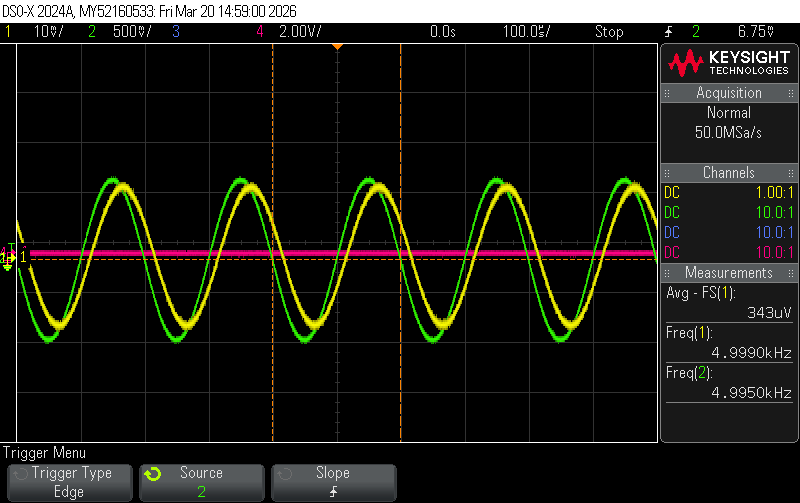 DSO-X 2024A, MY52160533: Fri Mar 20 14:59:00 2026
1 10mV/ 2 500mV/ 3 4 2.00V/ 0.0s 100.0us/ Stop 2 6.75mV
KEYSIGHT
TECHNOLOGIES
Acquisition
Normal
50.0MSa/s
Channels
DC 1.00:1
DC 10.0:1
DC 10.0:1
DC 10.0:1
Measurements
Avg - FS(1):
343uV
Freq(1):
4.9990kHz
Freq(2):
4.9950kHz
1
Trigger Menu
Trigger Type
Edge
Source
2
Slope